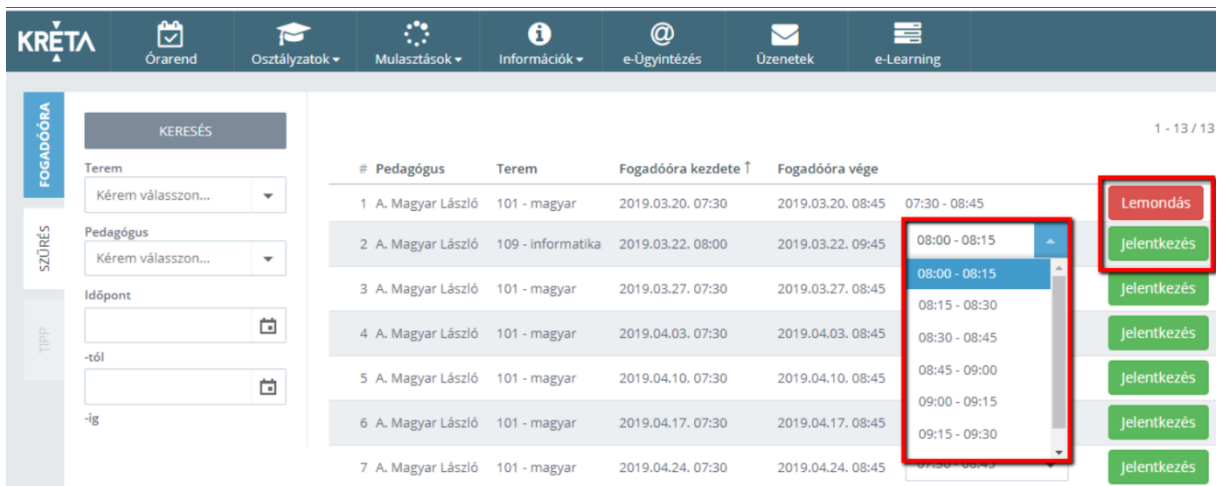 KRÉTA
Órarend
Osztályzatok
Mulasztások
Információk
e-Ügyintézés
Üzenetek
e-Learning
FOGADÓÓRA
SZŰRÉS
TIPP
KERESÉS
Terem
Kérem válasszon...
Pedagógus
Kérem válasszon...
Időpont
-tól
-ig
1 - 13 / 13
# Pedagógus Terem Fogadóóra kezdete ↑ Fogadóóra vége
1 A. Magyar László 101 - magyar 2019.03.20. 07:30 2019.03.20. 08:45 07:30 - 08:45 Lemondás
2 A. Magyar László 109 - informatika 2019.03.22. 08:00 2019.03.22. 09:45 08:00 - 08:15 Jelentkezés
08:00 - 08:15
3 A. Magyar László 101 - magyar 2019.03.27. 07:30 2019.03.27. 08:45 08:15 - 08:30 Jelentkezés
4 A. Magyar László 101 - magyar 2019.04.03. 07:30 2019.04.03. 08:45 08:30 - 08:45 Jelentkezés
08:45 - 09:00
5 A. Magyar László 101 - magyar 2019.04.10. 07:30 2019.04.10. 08:45 09:00 - 09:15 Jelentkezés
6 A. Magyar László 101 - magyar 2019.04.17. 07:30 2019.04.17. 08:45 09:15 - 09:30 Jelentkezés
7 A. Magyar László 101 - magyar 2019.04.24. 07:30 2019.04.24. 08:45 Jelentkezés